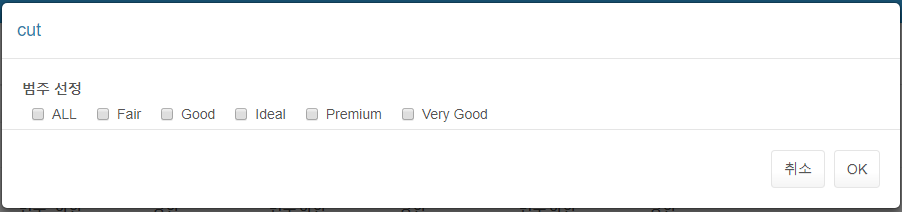 cut
범주 선정
ALL Fair Good Ideal Premium Very Good
취소 OK